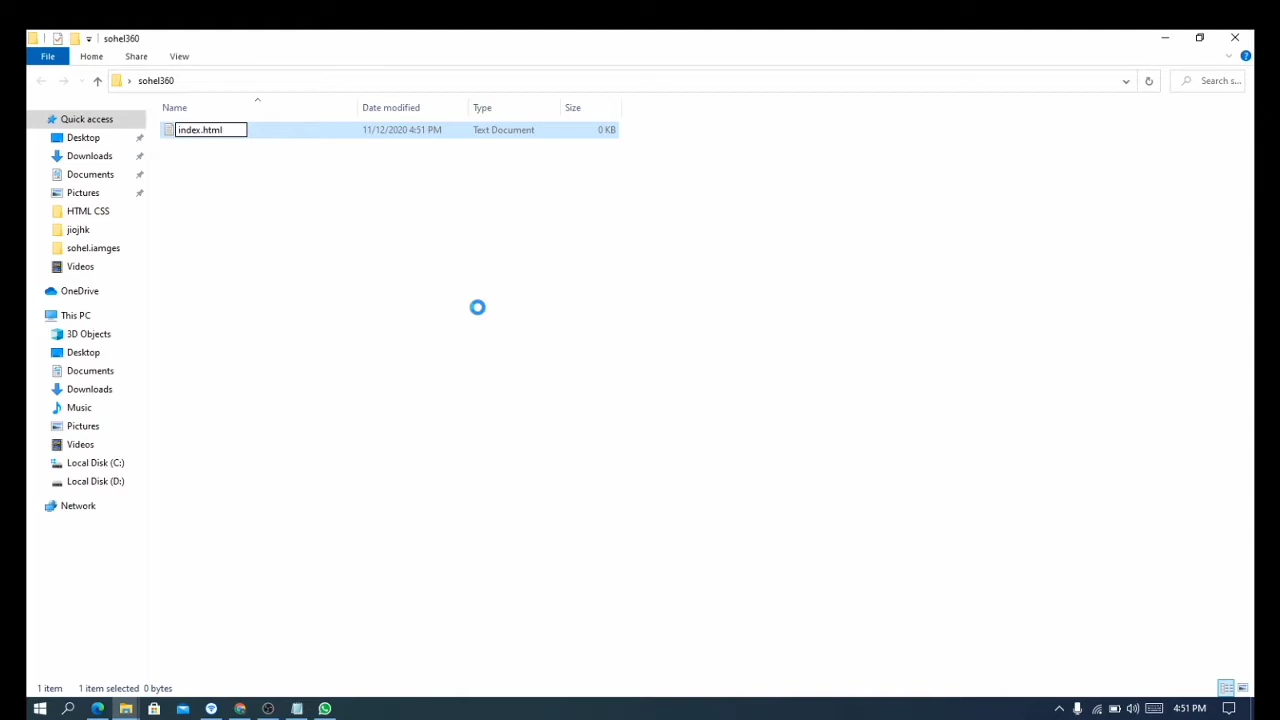 sohel360
File Home Share View
sohel360 Search s...
Name Date modified Type Size
index.html 11/12/2020 4:51 PM Text Document 0 KB
Quick access
Desktop
Downloads
Documents
Pictures
HTML CSS
jiojhk
sohel.iamges
Videos
OneDrive
This PC
3D Objects
Desktop
Documents
Downloads
Music
Pictures
Videos
Local Disk (C:)
Local Disk (D:)
Network
1 item 1 item selected 0 bytes
4:51 PM